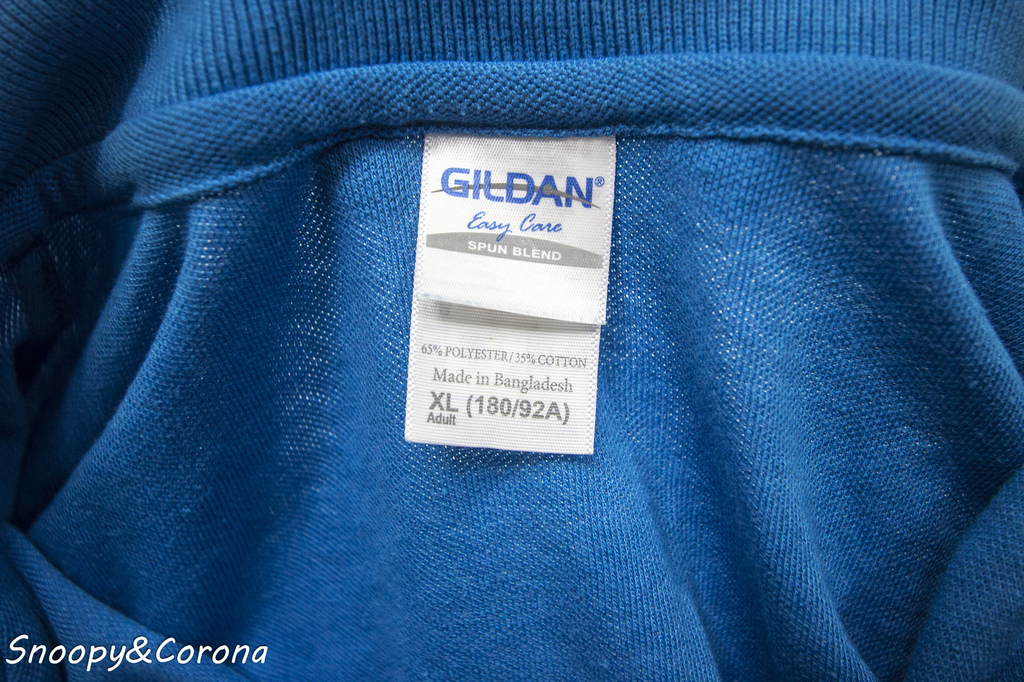 GILDAN®
Easy Care
SPUN BLEND
65% POLYESTER/35% COTTON
Made in Bangladesh
XL (180/92A)
Adult
Snoopy&Corona